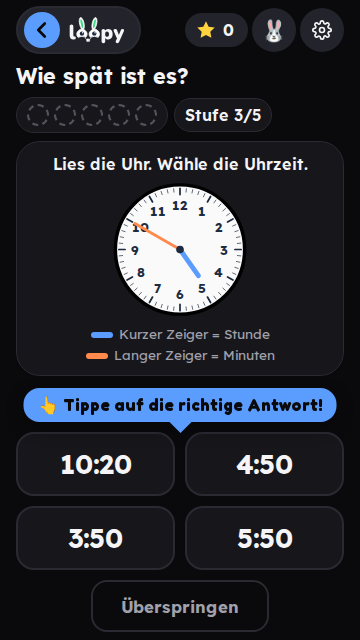 loopy
0
Wie spät ist es?
Stufe 3/5
Lies die Uhr. Wähle die Uhrzeit.
12
11
1
10
2
9
3
8
4
7
5
6
Kurzer Zeiger = Stunde
Langer Zeiger = Minuten
Tippe auf die richtige Antwort!
10:20
4:50
3:50
5:50
Überspringen